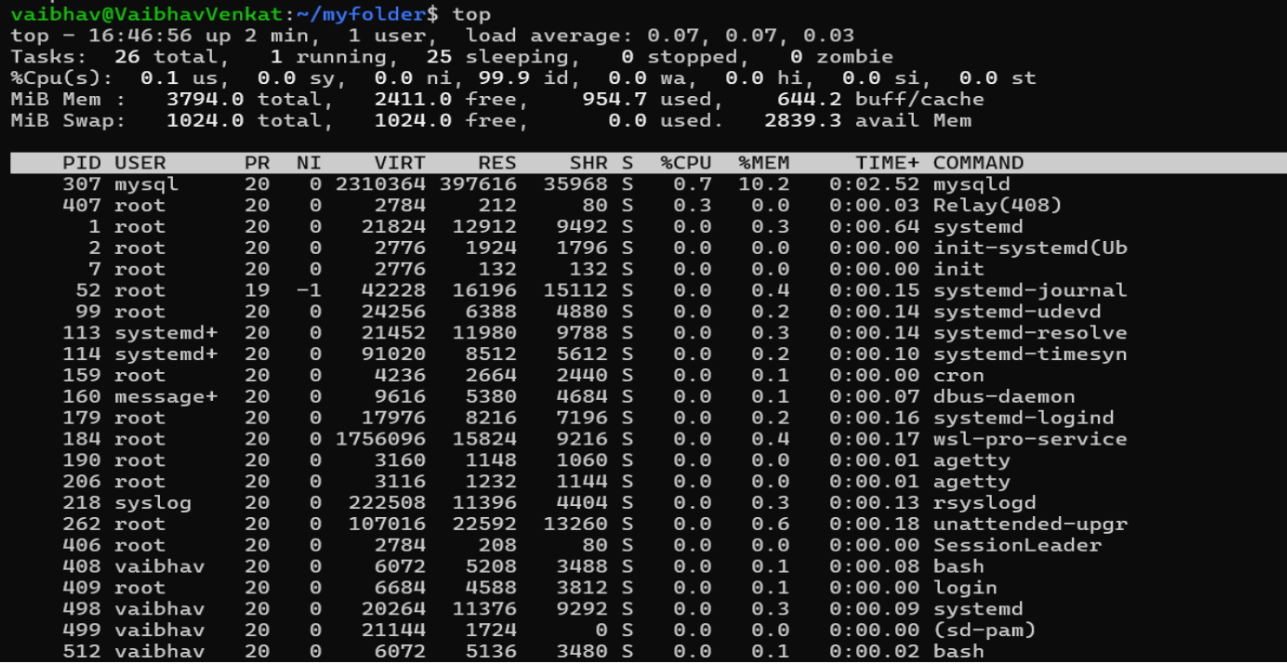 vaibhav@VaibhavVenkat:~/myfolder$ top
top - 16:46:56 up 2 min,  1 user,  load average: 0.07, 0.07, 0.03
Tasks:  26 total,   1 running,  25 sleeping,   0 stopped,   0 zombie
%Cpu(s):  0.1 us,  0.0 sy,  0.0 ni, 99.9 id,  0.0 wa,  0.0 hi,  0.0 si,  0.0 st
MiB Mem :   3794.0 total,   2411.0 free,    954.7 used,    644.2 buff/cache
MiB Swap:   1024.0 total,   1024.0 free,      0.0 used.   2839.3 avail Mem
PID USER      PR  NI    VIRT    RES    SHR S  %CPU  %MEM     TIME+ COMMAND
307 mysql     20   0 2310364 397616  35968 S   0.7  10.2   0:02.52 mysqld
407 root      20   0    2784    212     80 S   0.3   0.0   0:00.03 Relay(408)
1 root      20   0   21824  12912   9492 S   0.0   0.3   0:00.64 systemd
2 root      20   0    2776   1924   1796 S   0.0   0.0   0:00.00 init-systemd(Ub
7 root      20   0    2776    132    132 S   0.0   0.0   0:00.00 init
52 root      19  -1   42228  16196  15112 S   0.0   0.4   0:00.15 systemd-journal
99 root      20   0   24256   6388   4880 S   0.0   0.2   0:00.14 systemd-udevd
113 systemd+  20   0   21452  11980   9788 S   0.0   0.3   0:00.14 systemd-resolve
114 systemd+  20   0   91020   8512   5612 S   0.0   0.2   0:00.10 systemd-timesyn
159 root      20   0    4236   2664   2440 S   0.0   0.1   0:00.00 cron
160 message+  20   0    9616   5380   4684 S   0.0   0.1   0:00.07 dbus-daemon
179 root      20   0   17976   8216   7196 S   0.0   0.2   0:00.16 systemd-logind
184 root      20   0 1756096  15824   9216 S   0.0   0.4   0:00.17 wsl-pro-service
190 root      20   0    3160   1148   1060 S   0.0   0.0   0:00.01 agetty
206 root      20   0    3116   1232   1144 S   0.0   0.0   0:00.01 agetty
218 syslog    20   0  222508  11396   4404 S   0.0   0.3   0:00.13 rsyslogd
262 root      20   0  107016  22592  13260 S   0.0   0.6   0:00.18 unattended-upgr
406 root      20   0    2784    208     80 S   0.0   0.0   0:00.00 SessionLeader
408 vaibhav   20   0    6072   5208   3488 S   0.0   0.1   0:00.08 bash
409 root      20   0    6684   4588   3812 S   0.0   0.1   0:00.00 login
498 vaibhav   20   0   20264  11376   9292 S   0.0   0.3   0:00.09 systemd
499 vaibhav   20   0   21144   1724      0 S   0.0   0.0   0:00.00 (sd-pam)
512 vaibhav   20   0    6072   5136   3480 S   0.0   0.1   0:00.02 bash